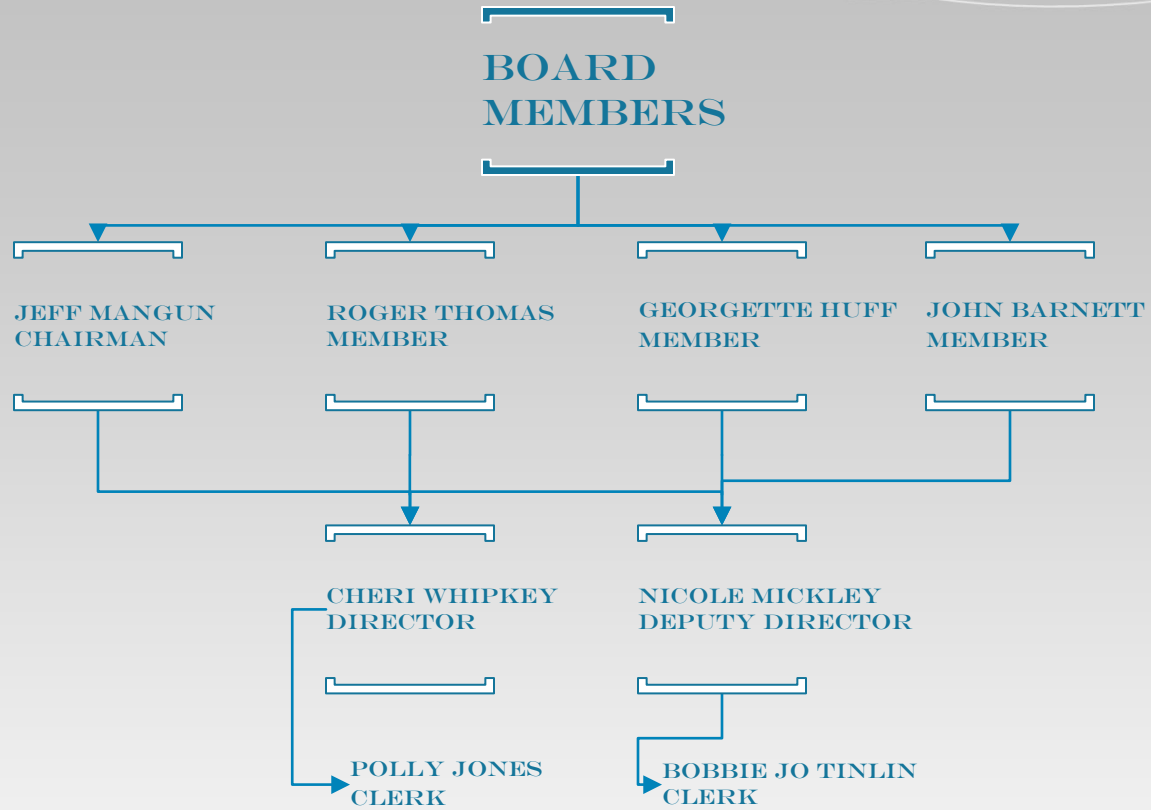 BOARD
MEMBERS
JEFF MANGUN
CHAIRMAN
ROGER THOMAS
MEMBER
GEORGETTE HUFF
MEMBER
JOHN BARNETT
MEMBER
CHERI WHIPKEY
DIRECTOR
NICOLE MICKLEY
DEPUTY DIRECTOR
POLLY JONES
CLERK
BOBBIE JO TINLIN
CLERK